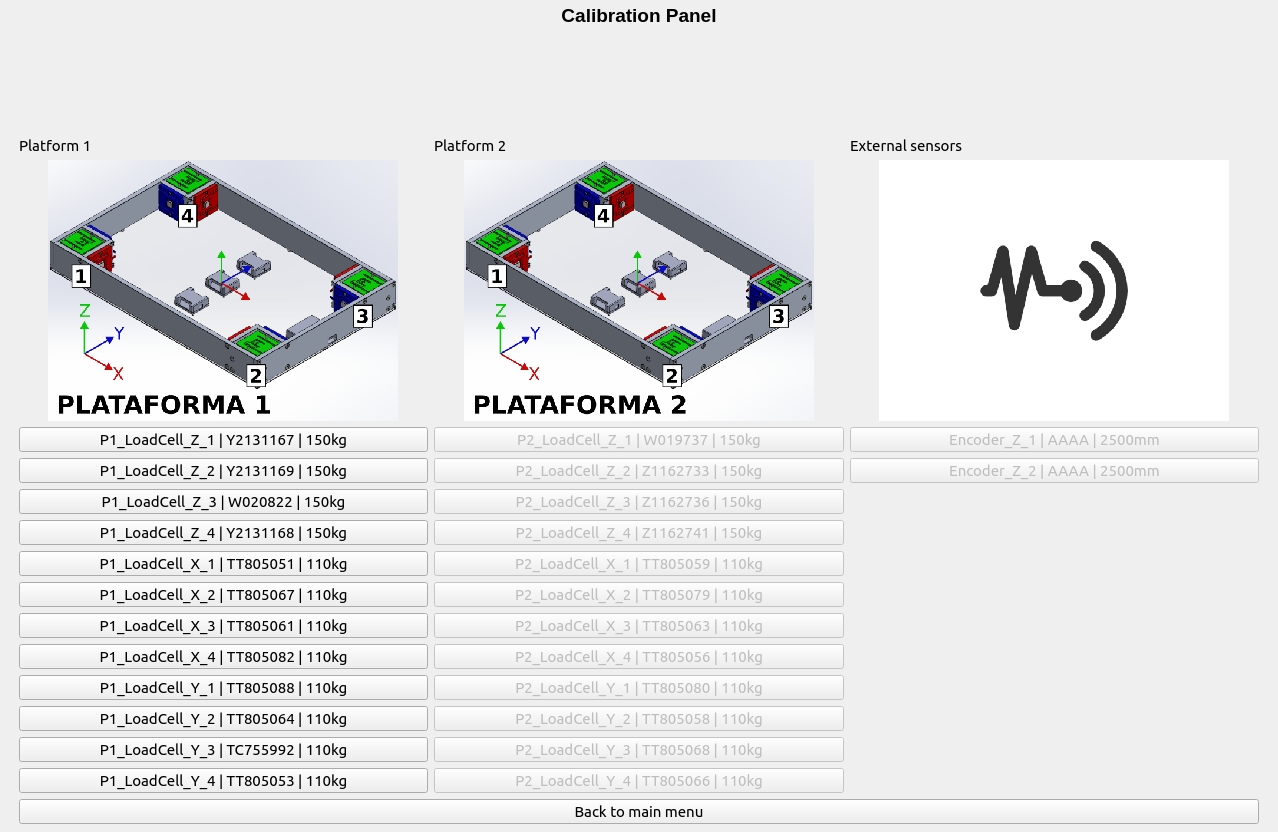 Calibration Panel
Platform 1
4
1
3
Z
Y
X
2
PLATAFORMA 1
P1_LoadCell_Z_1 | Y2131167 | 150kg
P1_LoadCell_Z_2 | Y2131169 | 150kg
P1_LoadCell_Z_3 | W020822 | 150kg
P1_LoadCell_Z_4 | Y2131168 | 150kg
P1_LoadCell_X_1 | TT805051 | 110kg
P1_LoadCell_X_2 | TT805067 | 110kg
P1_LoadCell_X_3 | TT805061 | 110kg
P1_LoadCell_X_4 | TT805082 | 110kg
P1_LoadCell_Y_1 | TT805088 | 110kg
P1_LoadCell_Y_2 | TT805064 | 110kg
P1_LoadCell_Y_3 | TC755992 | 110kg
P1_LoadCell_Y_4 | TT805053 | 110kg
Platform 2
4
1
3
Z
Y
X
2
PLATAFORMA 2
P2_LoadCell_Z_1 | W019737 | 150kg
P2_LoadCell_Z_2 | Z1162733 | 150kg
P2_LoadCell_Z_3 | Z1162736 | 150kg
P2_LoadCell_Z_4 | Z1162741 | 150kg
P2_LoadCell_X_1 | TT805059 | 110kg
P2_LoadCell_X_2 | TT805079 | 110kg
P2_LoadCell_X_3 | TT805063 | 110kg
P2_LoadCell_X_4 | TT805056 | 110kg
P2_LoadCell_Y_1 | TT805080 | 110kg
P2_LoadCell_Y_2 | TT805058 | 110kg
P2_LoadCell_Y_3 | TT805068 | 110kg
P2_LoadCell_Y_4 | TT805066 | 110kg
External sensors
Encoder_Z_1 | AAAA | 2500mm
Encoder_Z_2 | AAAA | 2500mm
Back to main menu